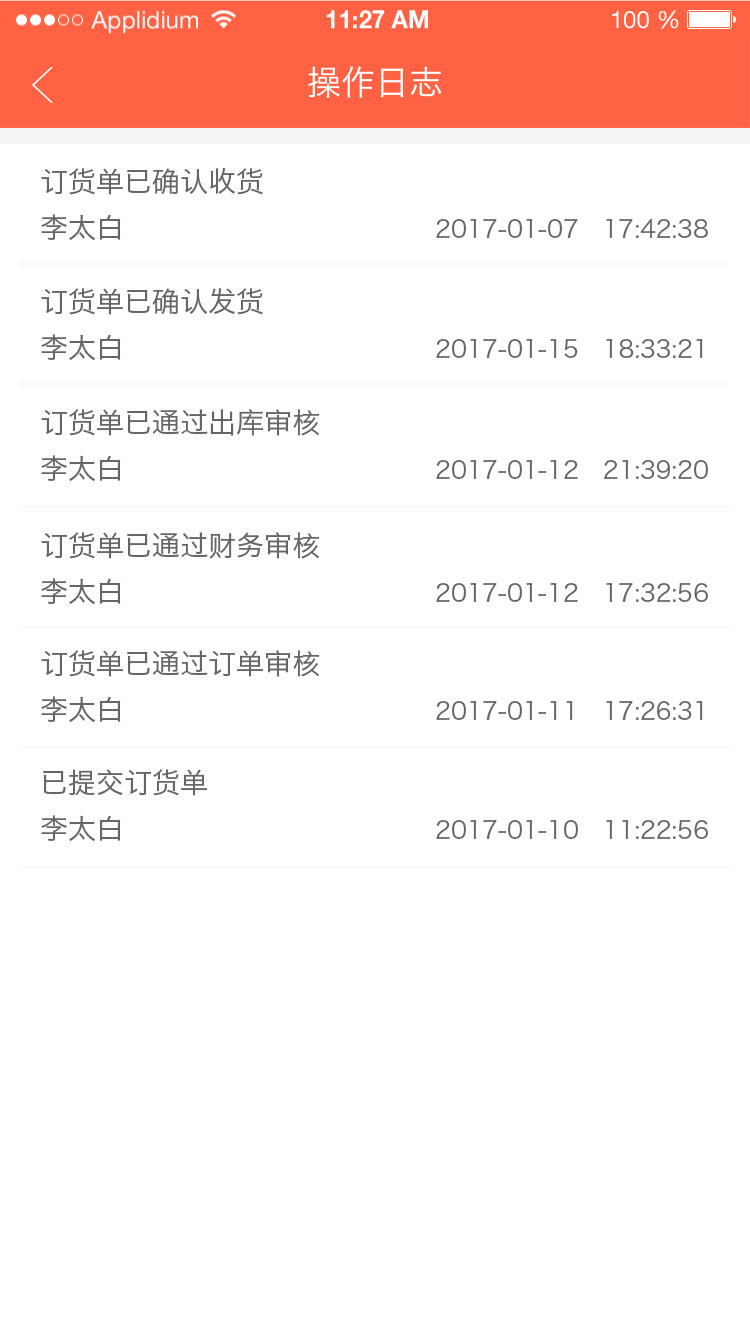 Applidium 11:27 AM 100 %
操作日志
订货单已确认收货
李太白 2017-01-07 17:42:38
订货单已确认发货
李太白 2017-01-15 18:33:21
订货单已通过出库审核
李太白 2017-01-12 21:39:20
订货单已通过财务审核
李太白 2017-01-12 17:32:56
订货单已通过订单审核
李太白 2017-01-11 17:26:31
已提交订货单
李太白 2017-01-10 11:22:56